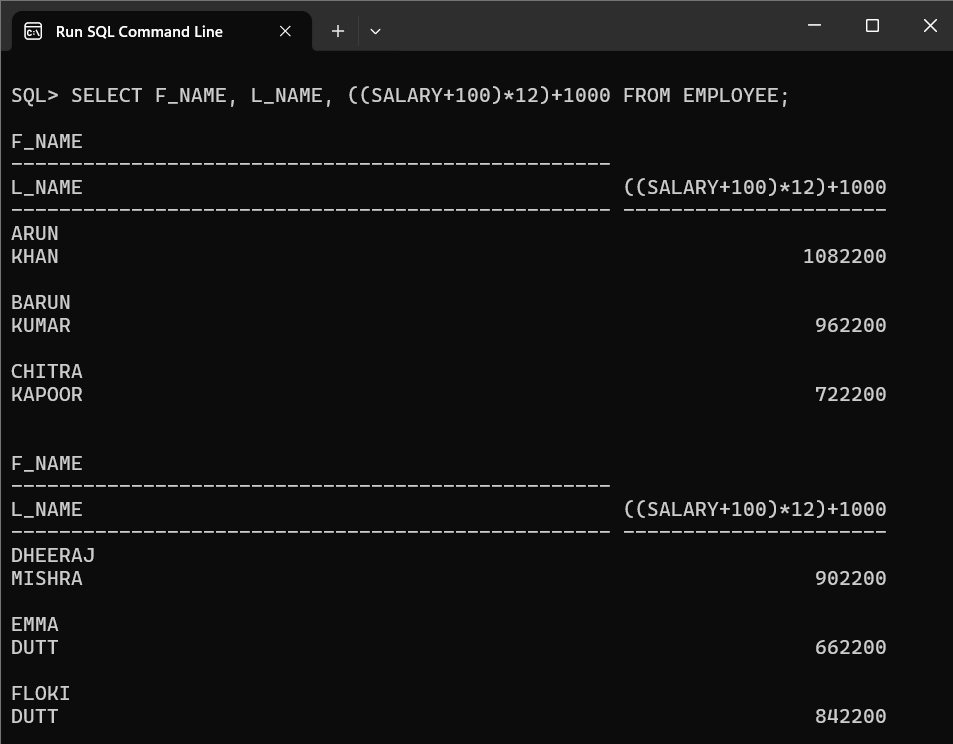 Run SQL Command Line
SQL> SELECT F_NAME, L_NAME, ((SALARY+100)*12)+1000 FROM EMPLOYEE;
F_NAME
--------------------------------------------------
L_NAME ((SALARY+100)*12)+1000
-------------------------------------------------- ----------------------
ARUN
KHAN 1082200
BARUN
KUMAR 962200
CHITRA
KAPOOR 722200
F_NAME
--------------------------------------------------
L_NAME ((SALARY+100)*12)+1000
-------------------------------------------------- ----------------------
DHEERAJ
MISHRA 902200
EMMA
DUTT 662200
FLOKI
DUTT 842200